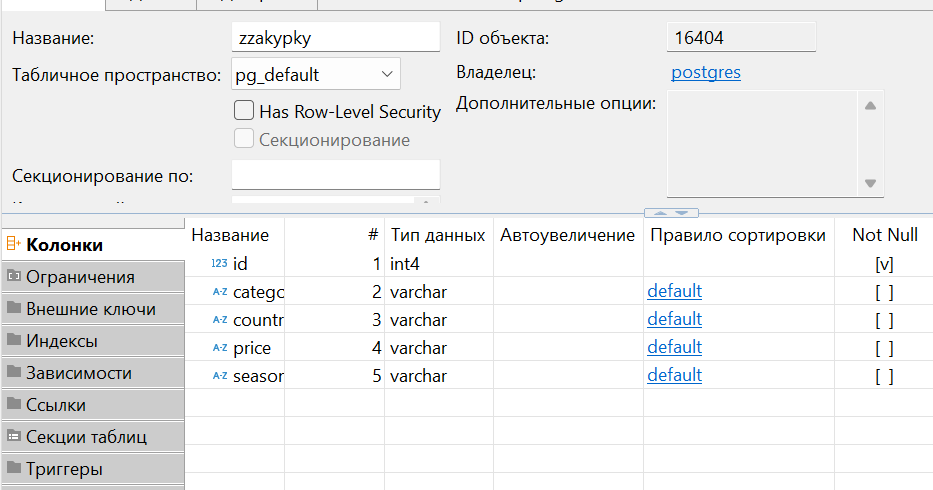 Название: zzakypky ID объекта: 16404
Табличное пространство: pg_default Владелец: postgres
Has Row-Level Security Дополнительные опции:
Секционирование
Секционирование по:
Колонки
Ограничения
Внешние ключи
Индексы
Зависимости
Ссылки
Секции таблиц
Триггеры
Название # Тип данных Автоувеличение Правило сортировки Not Null
123 id 1 int4 [v]
A-Z categc 2 varchar default [ ]
A-Z countr 3 varchar default [ ]
A-Z price 4 varchar default [ ]
A-Z season 5 varchar default [ ]